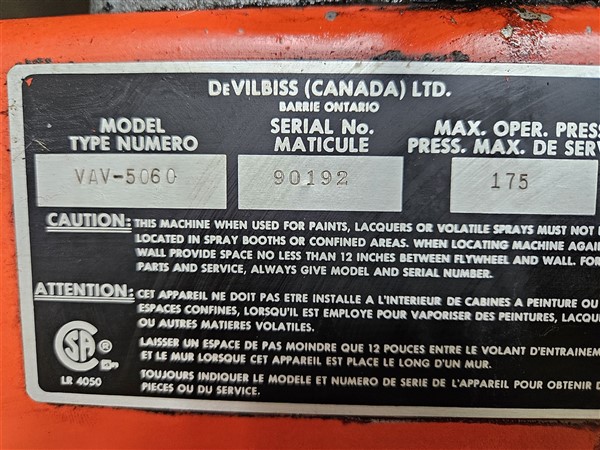 DeVILBISS (CANADA) LTD.
BARRIE ONTARIO
MODEL
TYPE NUMERO
SERIAL No.
MATICULE
MAX. OPER. PRESS
PRESS. MAX. DE SERV
VAV-5060
90192
175
CAUTION: THIS MACHINE WHEN USED FOR PAINTS, LACQUERS OR VOLATILE SPRAYS MUST NOT
LOCATED IN SPRAY BOOTHS OR CONFINED AREAS. WHEN LOCATING MACHINE AGAI
WALL PROVIDE SPACE NO LESS THAN 12 INCHES BETWEEN FLYWHEEL AND WALL. FOR
PARTS AND SERVICE, ALWAYS GIVE MODEL AND SERIAL NUMBER.
ATTENTION: CET APPAREIL NE DOIT PAS ETRE INSTALLE A L'INTERIEUR DE CABINES A PEINTURE OU
ESPACES CONFINES, LORSQU'IL EST EMPLOYE POUR VAPORISER DES PEINTURES, LACQU
OU AUTRES MATIERES VOLATILES.
LAISSER UN ESPACE DE PAS MOINDRE QUE 12 POUCES ENTRE LE VOLANT D'ENTRAINEM
ET LE MUR LORSQUE CET APPAREIL EST PLACE LE LONG D'UN MUR.
TOUJOURS INDIQUER LE MODELE ET NUMERO DE SERIE DE L'APPAREIL POUR OBTENIR D
PIECES OU DU SERVICE.
CSA ®
LR 4050